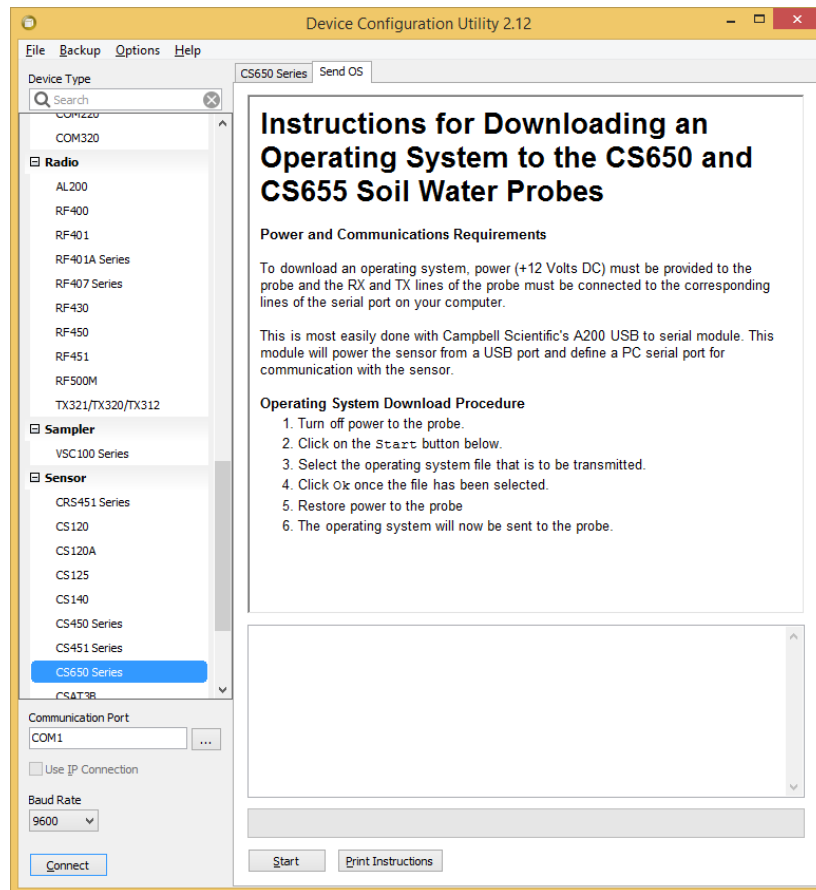 Device Configuration Utility 2.12
File Backup Options Help
Device Type
Search
COM220
COM320
Radio
AL200
RF400
RF401
RF401A Series
RF407 Series
RF430
RF450
RF451
RF500M
TX321/TX320/TX312
Sampler
VSC100 Series
Sensor
CRS451 Series
CS120
CS120A
CS125
CS140
CS450 Series
CS451 Series
CS650 Series
CSAT3B
Communication Port
COM1
...
Use IP Connection
Baud Rate
9600
Connect
CS650 Series Send OS
Instructions for Downloading an
Operating System to the CS650 and
CS655 Soil Water Probes
Power and Communications Requirements
To download an operating system, power (+12 Volts DC) must be provided to the
probe and the RX and TX lines of the probe must be connected to the corresponding
lines of the serial port on your computer.
This is most easily done with Campbell Scientific's A200 USB to serial module. This
module will power the sensor from a USB port and define a PC serial port for
communication with the sensor.
Operating System Download Procedure
1. Turn off power to the probe.
2. Click on the Start button below.
3. Select the operating system file that is to be transmitted.
4. Click Ok once the file has been selected.
5. Restore power to the probe
6. The operating system will now be sent to the probe.
Start Print Instructions